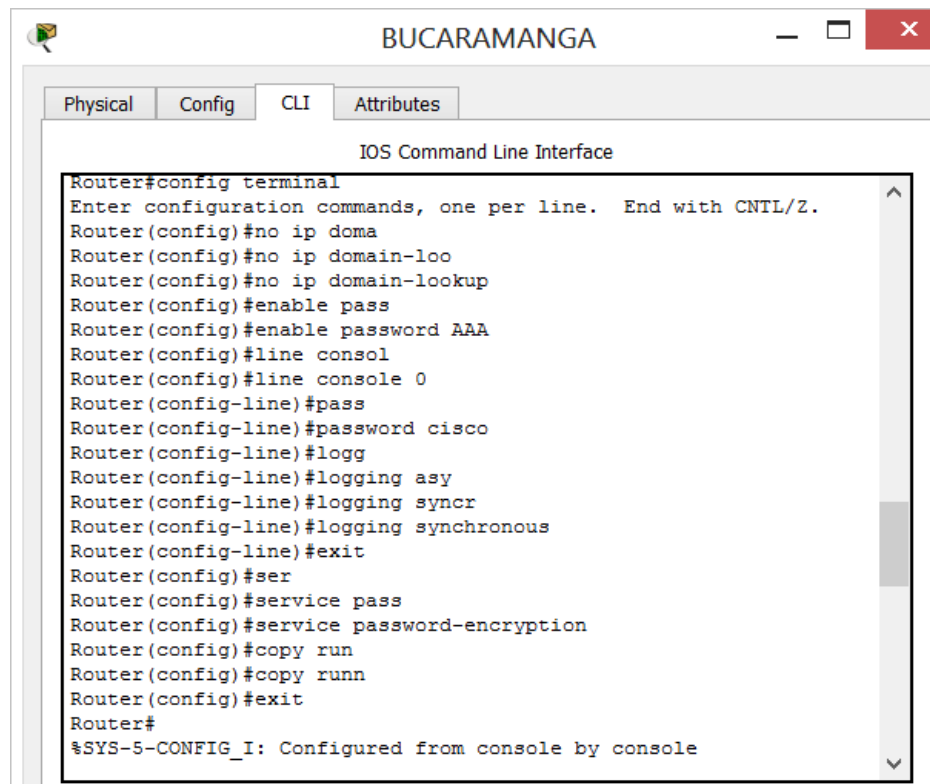 BUCARAMANGA
Physical Config CLI Attributes
IOS Command Line Interface
Router#config terminal
Enter configuration commands, one per line.  End with CNTL/Z.
Router(config)#no ip doma
Router(config)#no ip domain-loo
Router(config)#no ip domain-lookup
Router(config)#enable pass
Router(config)#enable password AAA
Router(config)#line consol
Router(config)#line console 0
Router(config-line)#pass
Router(config-line)#password cisco
Router(config-line)#logg
Router(config-line)#logging asy
Router(config-line)#logging syncr
Router(config-line)#logging synchronous
Router(config-line)#exit
Router(config)#ser
Router(config)#service pass
Router(config)#service password-encryption
Router(config)#copy run
Router(config)#copy runn
Router(config)#exit
Router#
%SYS-5-CONFIG_I: Configured from console by console